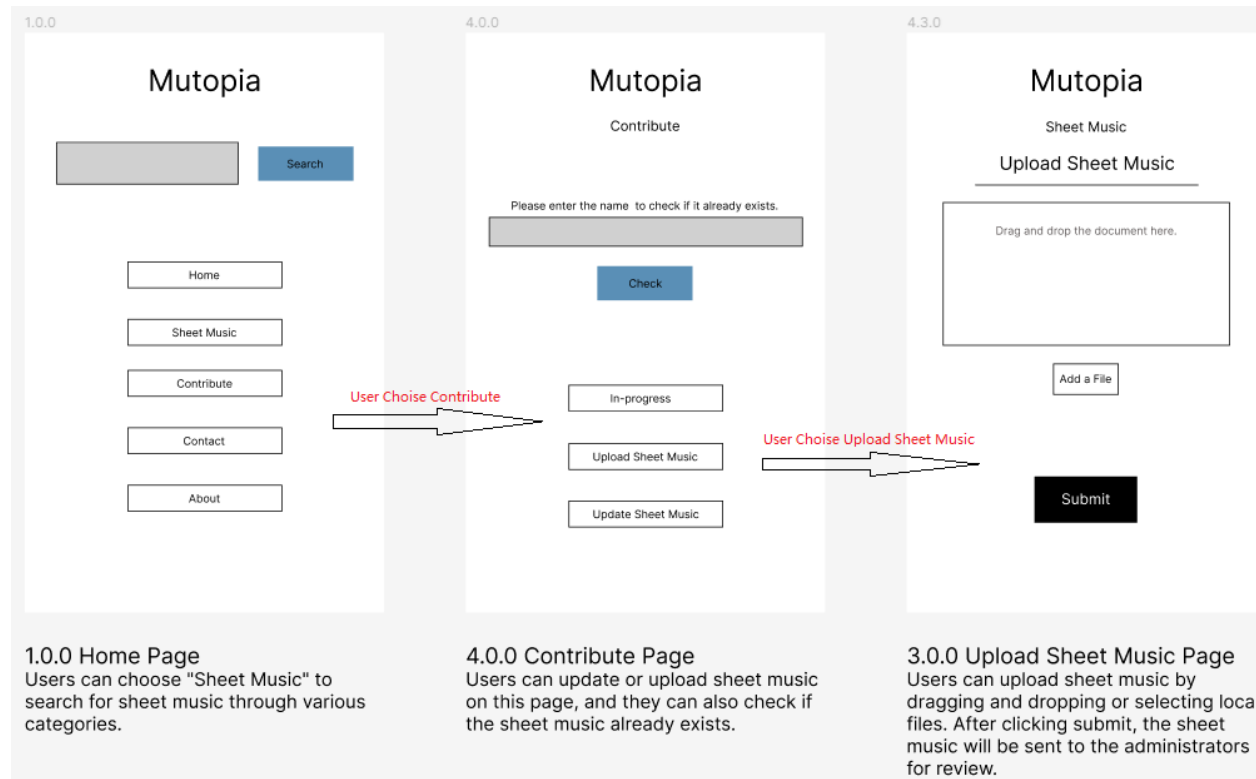 1.0.0
Mutopia
Search
Home
Sheet Music
Contribute
Contact
About
User Choise Contribute
1.0.0 Home Page
Users can choose "Sheet Music" to
search for sheet music through various
categories.
4.0.0
Mutopia
Contribute
Please enter the name to check if it already exists.
Check
In-progress
Upload Sheet Music
Update Sheet Music
User Choise Upload Sheet Music
4.0.0 Contribute Page
Users can update or upload sheet music
on this page, and they can also check if
the sheet music already exists.
4.3.0
Mutopia
Sheet Music
Upload Sheet Music
Drag and drop the document here.
Add a File
Submit
3.0.0 Upload Sheet Music Page
Users can upload sheet music by
dragging and dropping or selecting loca
files. After clicking submit, the sheet
music will be sent to the administrators
for review.